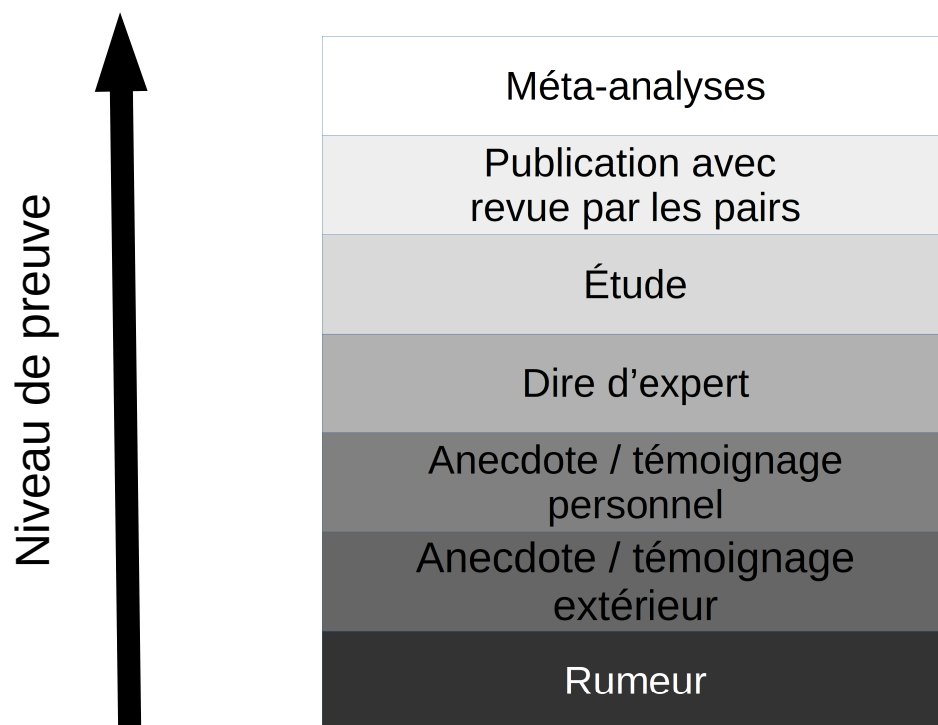 Niveau de preuve
Méta-analyses
Publication avec
revue par les pairs
Étude
Dire d’expert
Anecdote / témoignage
personnel
Anecdote / témoignage
extérieur
Rumeur